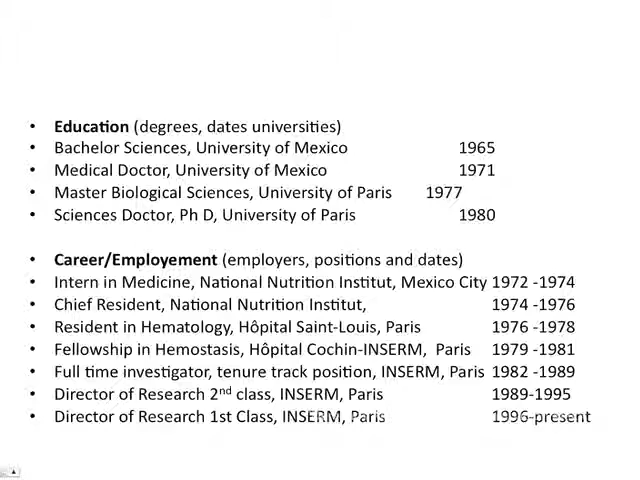 • Education (degrees, dates universities)
• Bachelor Sciences, University of Mexico 1965
• Medical Doctor, University of Mexico 1971
• Master Biological Sciences, University of Paris 1977
• Sciences Doctor, Ph D, University of Paris 1980
• Career/Employement (employers, positions and dates)
• Intern in Medicine, National Nutrition Institut, Mexico City 1972 -1974
• Chief Resident, National Nutrition Institut, 1974 -1976
• Resident in Hematology, Hôpital Saint-Louis, Paris 1976 -1978
• Fellowship in Hemostasis, Hôpital Cochin-INSERM, Paris 1979 -1981
• Full time investigator, tenure track position, INSERM, Paris 1982 -1989
• Director of Research 2nd class, INSERM, Paris 1989-1995
• Director of Research 1st Class, INSERM, Paris 1996-present